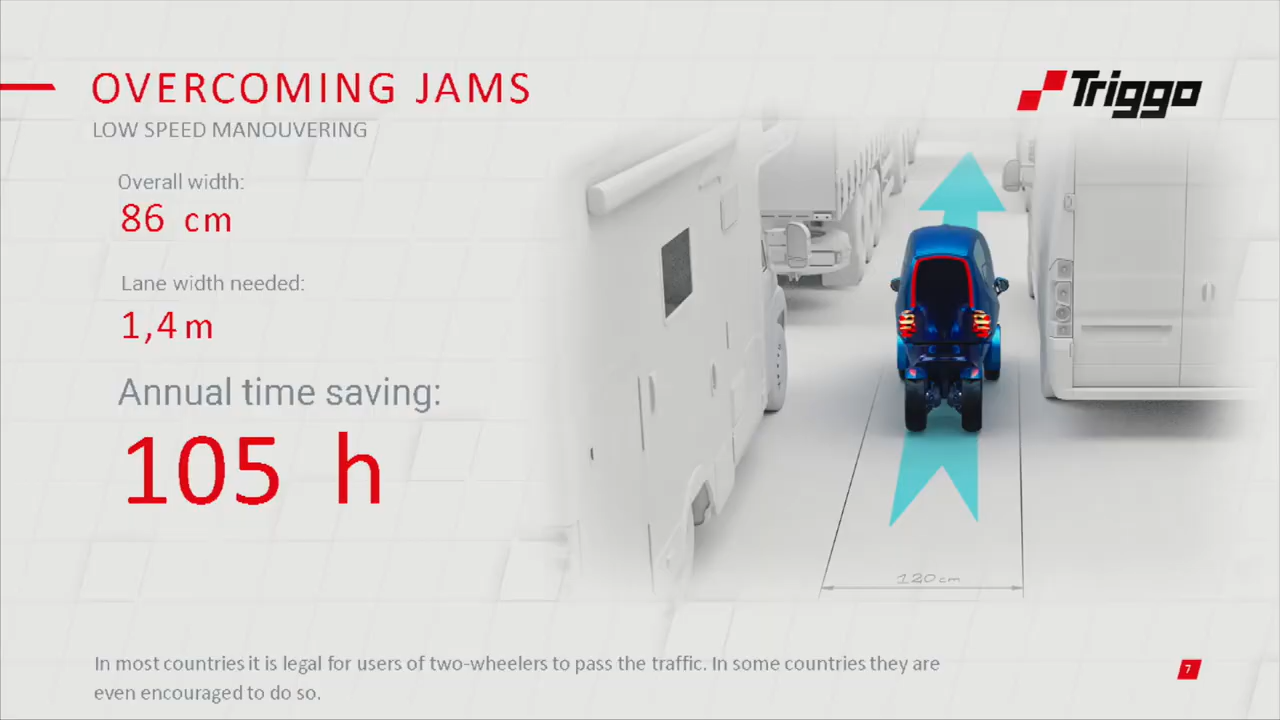 OVERCOMING JAMS
Triggo
LOW SPEED MANOUVERING
Overall width:
86 cm
Lane width needed:
1,4 m
Annual time saving:
105 h
120 cm
In most countries it is legal for users of two-wheelers to pass the traffic. In some countries they are
even encouraged to do so.
7